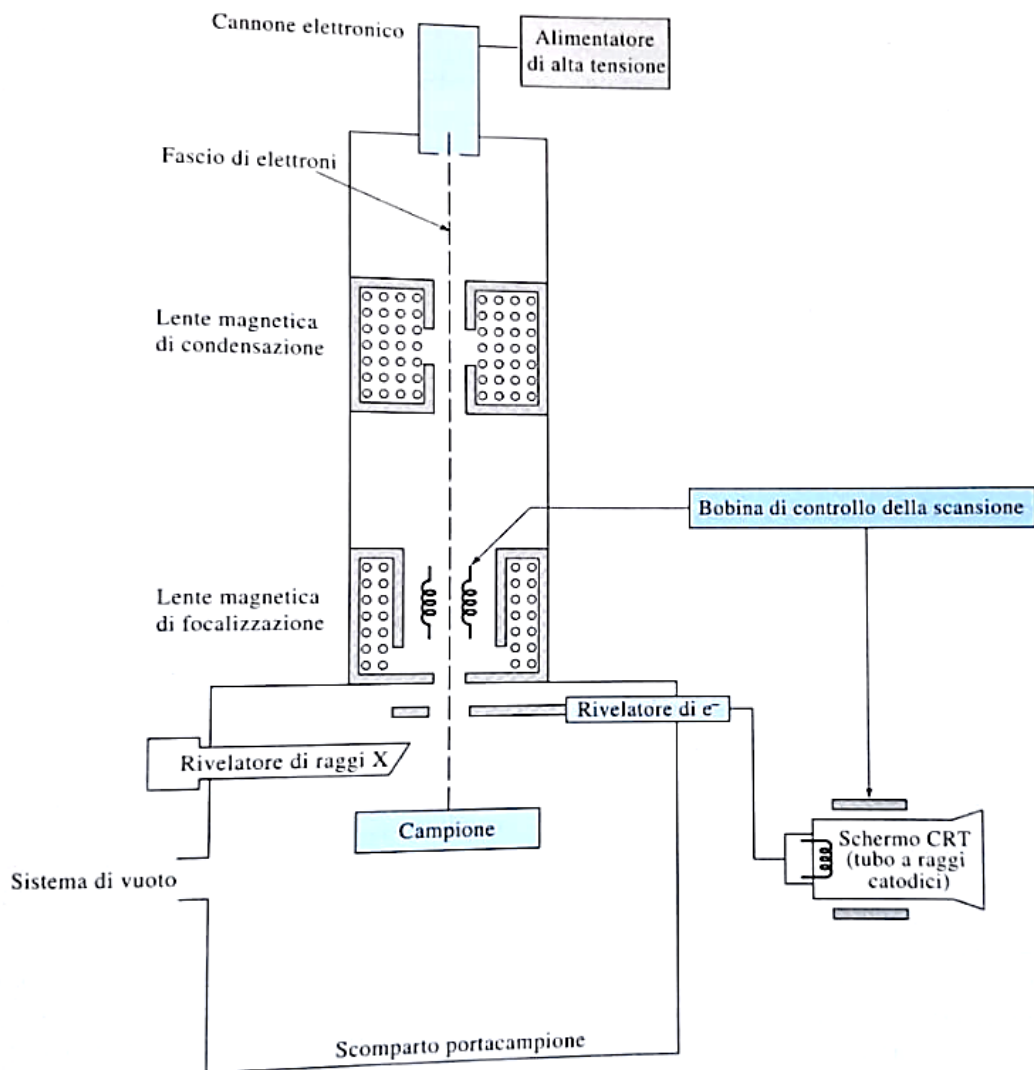 Cannone elettronico
Alimentatore
di alta tensione
Fascio di elettroni
Lente magnetica
di condensazione
Bobina di controllo della scansione
Lente magnetica
di focalizzazione
Rivelatore di e⁻
Rivelatore di raggi X
Campione
Schermo CRT
(tubo a raggi
catodici)
Sistema di vuoto
Scomparto portacampione